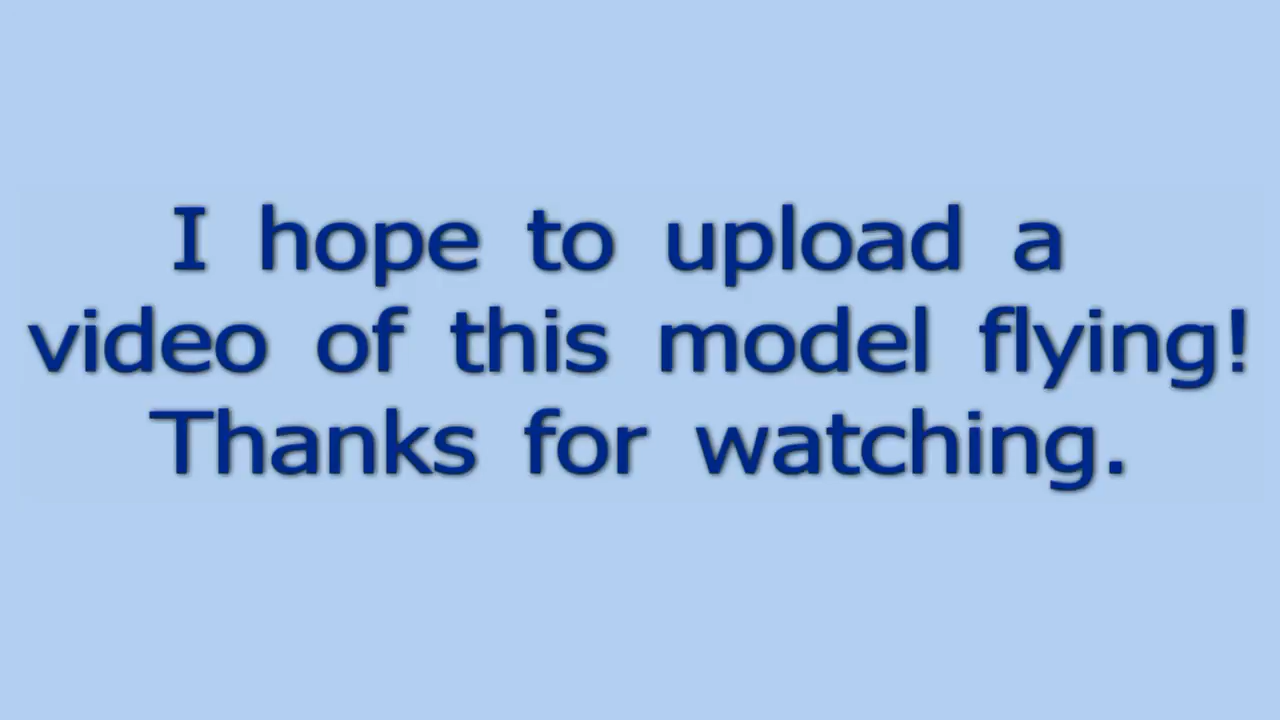 I hope to upload a
video of this model flying!
Thanks for watching.